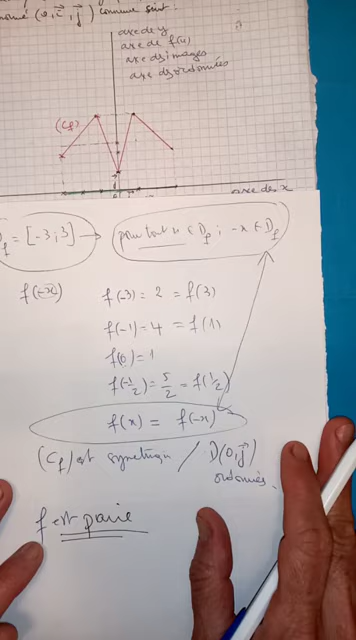 (o, i, j) comme suit :
axe de y
axe de f(x)
axe des images
axe des ordonnées
(Cf)
axe des x
Df = [-3; 3] → pour tout x ∈ Df ; -x ∈ Df
f(-x)
f(-3) = 2 = f(3)
f(-1) = 4 = f(1)
f(0) = 1
f(-1/2) = 5/2 = f(1/2)
f(x) = f(-x)
(Cf) est symétrique / D(O, j)
ordonnées.
f est paire